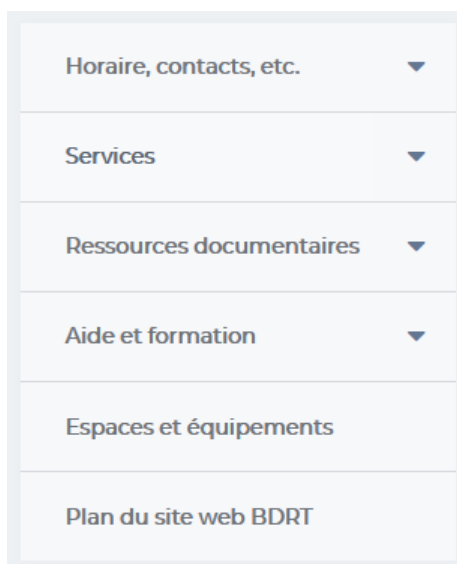 Horaire, contacts, etc.
Services
Ressources documentaires
Aide et formation
Espaces et équipements
Plan du site web BDRT